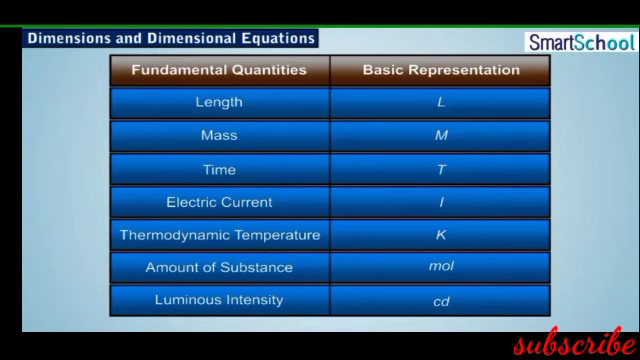 Dimensions and Dimensional Equations
SmartSchool
Fundamental Quantities Basic Representation
Length L
Mass M
Time T
Electric Current I
Thermodynamic Temperature K
Amount of Substance mol
Luminous Intensity cd
subscribe